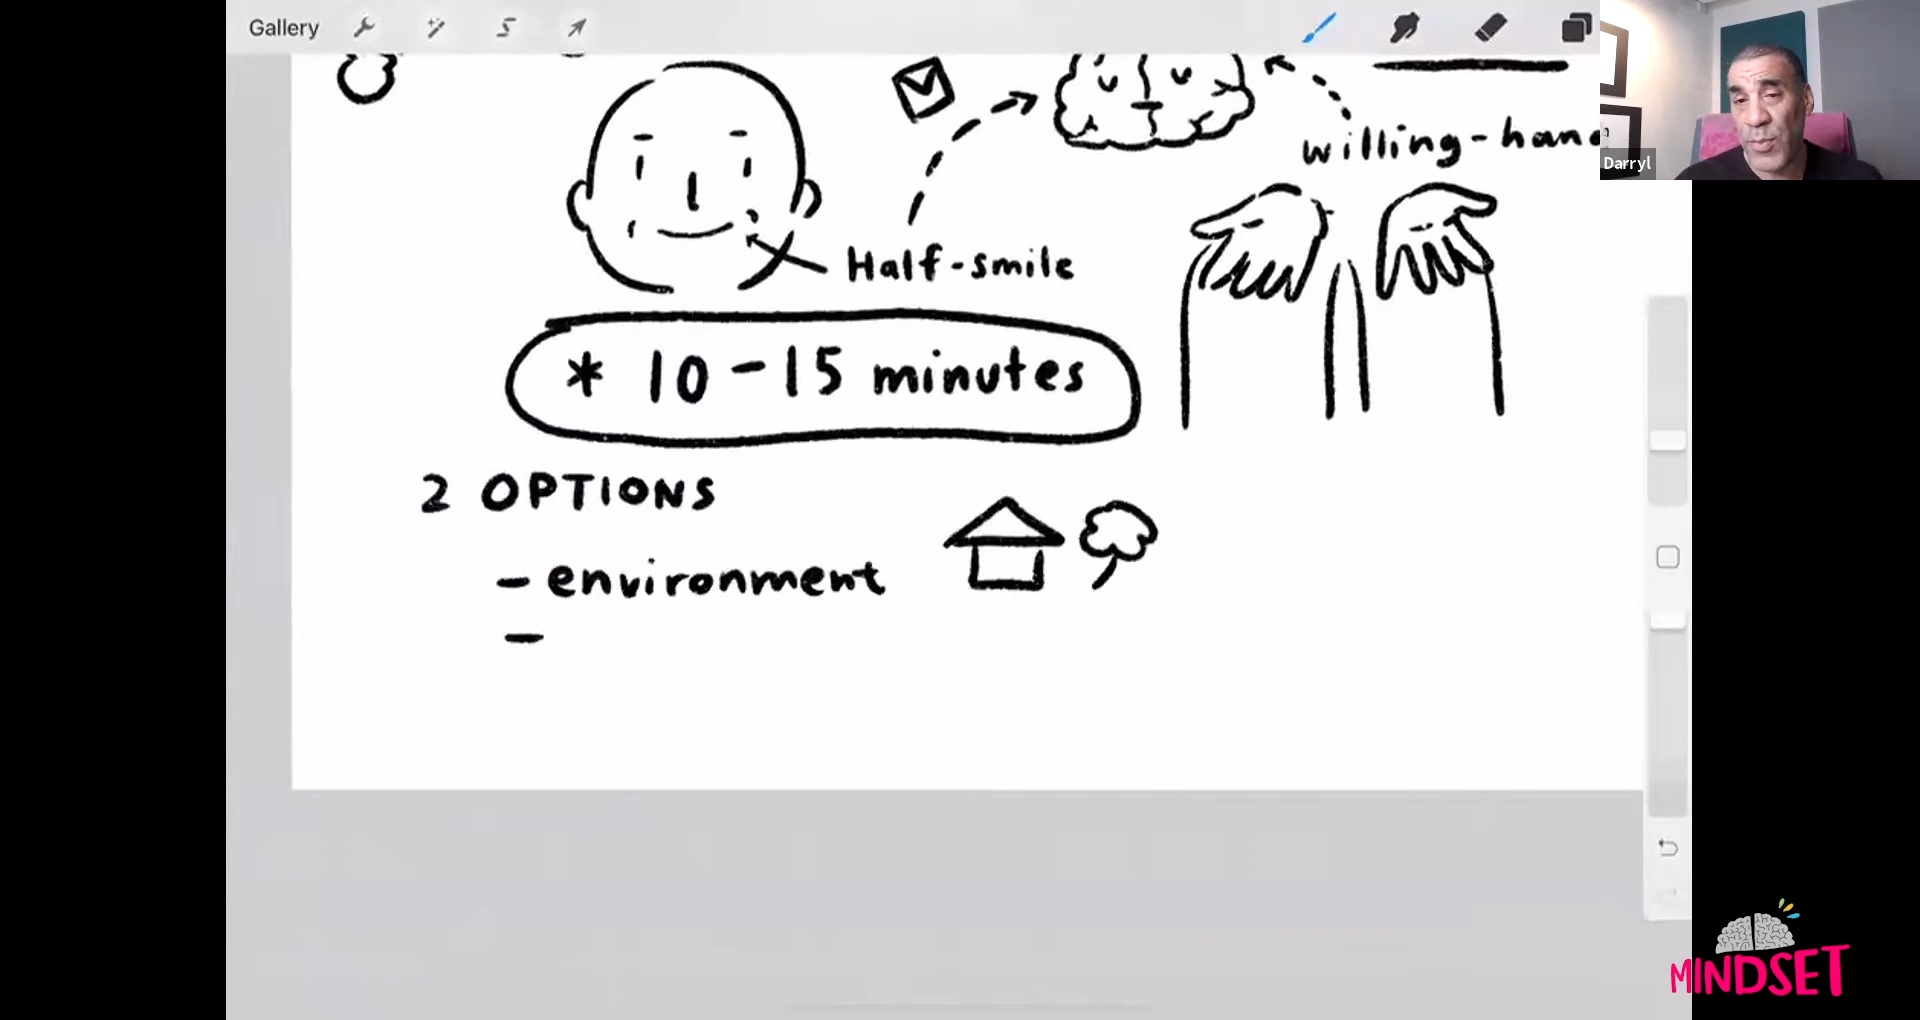 Gallery
willing-han
Darryl
Half-smile
* 10-15 minutes
2 OPTIONS
- environment
-
MINDSET